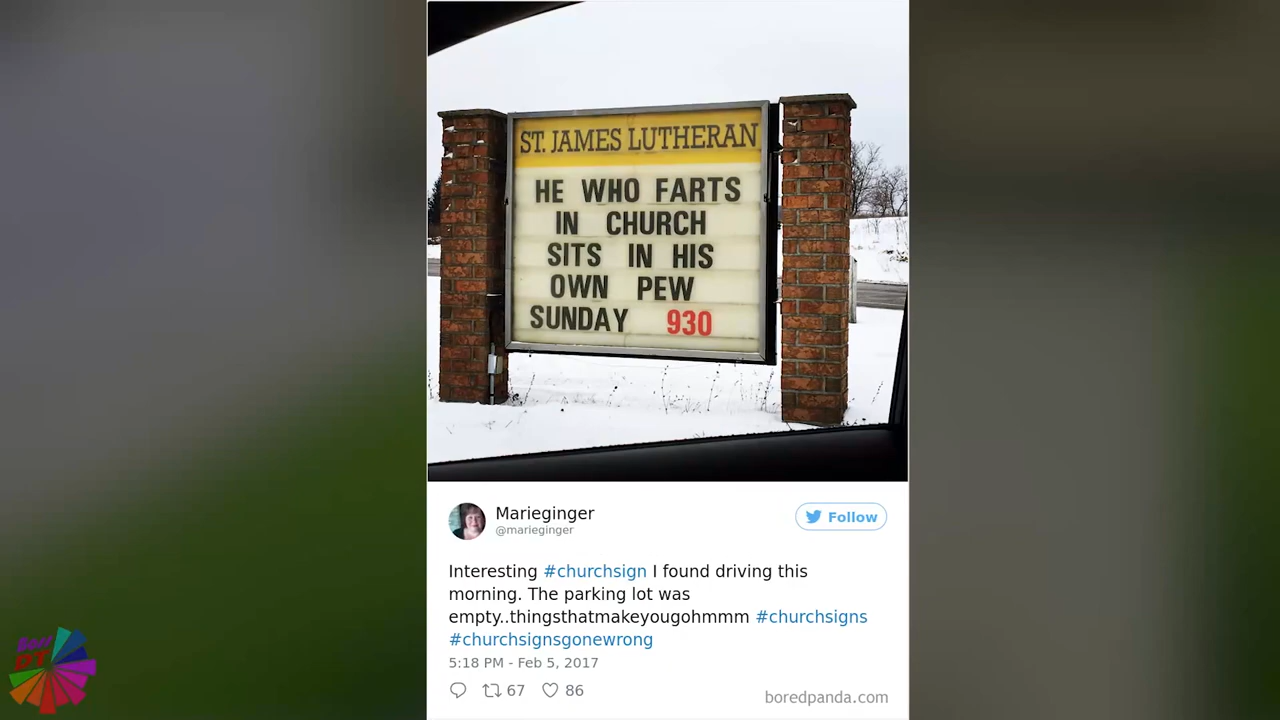 ST. JAMES LUTHERAN
HE WHO FARTS
IN CHURCH
SITS IN HIS
OWN PEW
SUNDAY 930
Marieginger
@marieginger
Follow
Interesting #churchsign I found driving this
morning. The parking lot was
empty..thingsthatmakeyougohmmm #churchsigns
#churchsignsgonewrong
5:18 PM - Feb 5, 2017
67 86
boredpanda.com
Best
DT